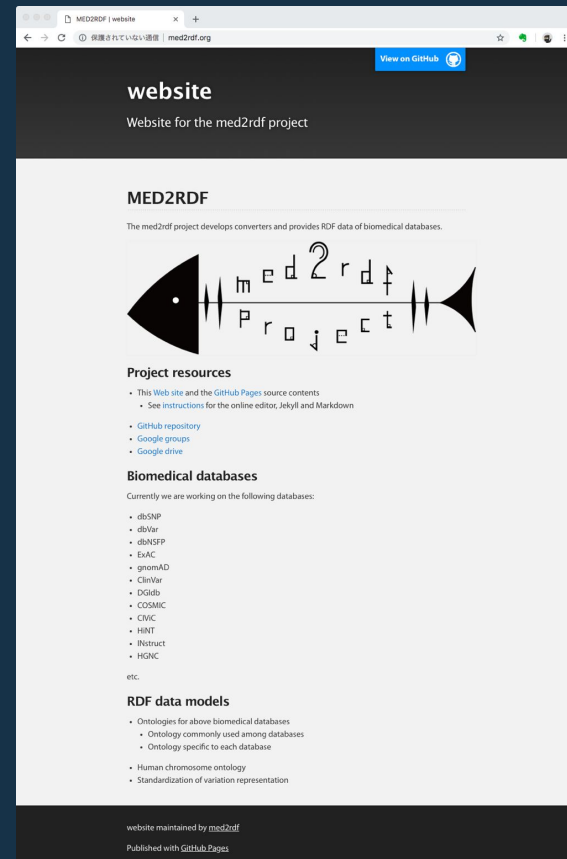 MED2RDF | website
保護されていない通信 | med2rdf.org
View on GitHub
website
Website for the med2rdf project
MED2RDF
The med2rdf project develops converters and provides RDF data of biomedical databases.
med2rdf
Project
Project resources
• This Web site and the GitHub Pages source contents
• See instructions for the online editor, Jekyll and Markdown
• GitHub repository
• Google groups
• Google drive
Biomedical databases
Currently we are working on the following databases:
• dbSNP
• dbVar
• dbNSFP
• ExAC
• gnomAD
• ClinVar
• DGIdb
• COSMIC
• CIViC
• HiNT
• INstruct
• HGNC
etc.
RDF data models
• Ontologies for above biomedical databases
• Ontology commonly used among databases
• Ontology specific to each database
• Human chromosome ontology
• Standardization of variation representation
website maintained by med2rdf
Published with GitHub Pages